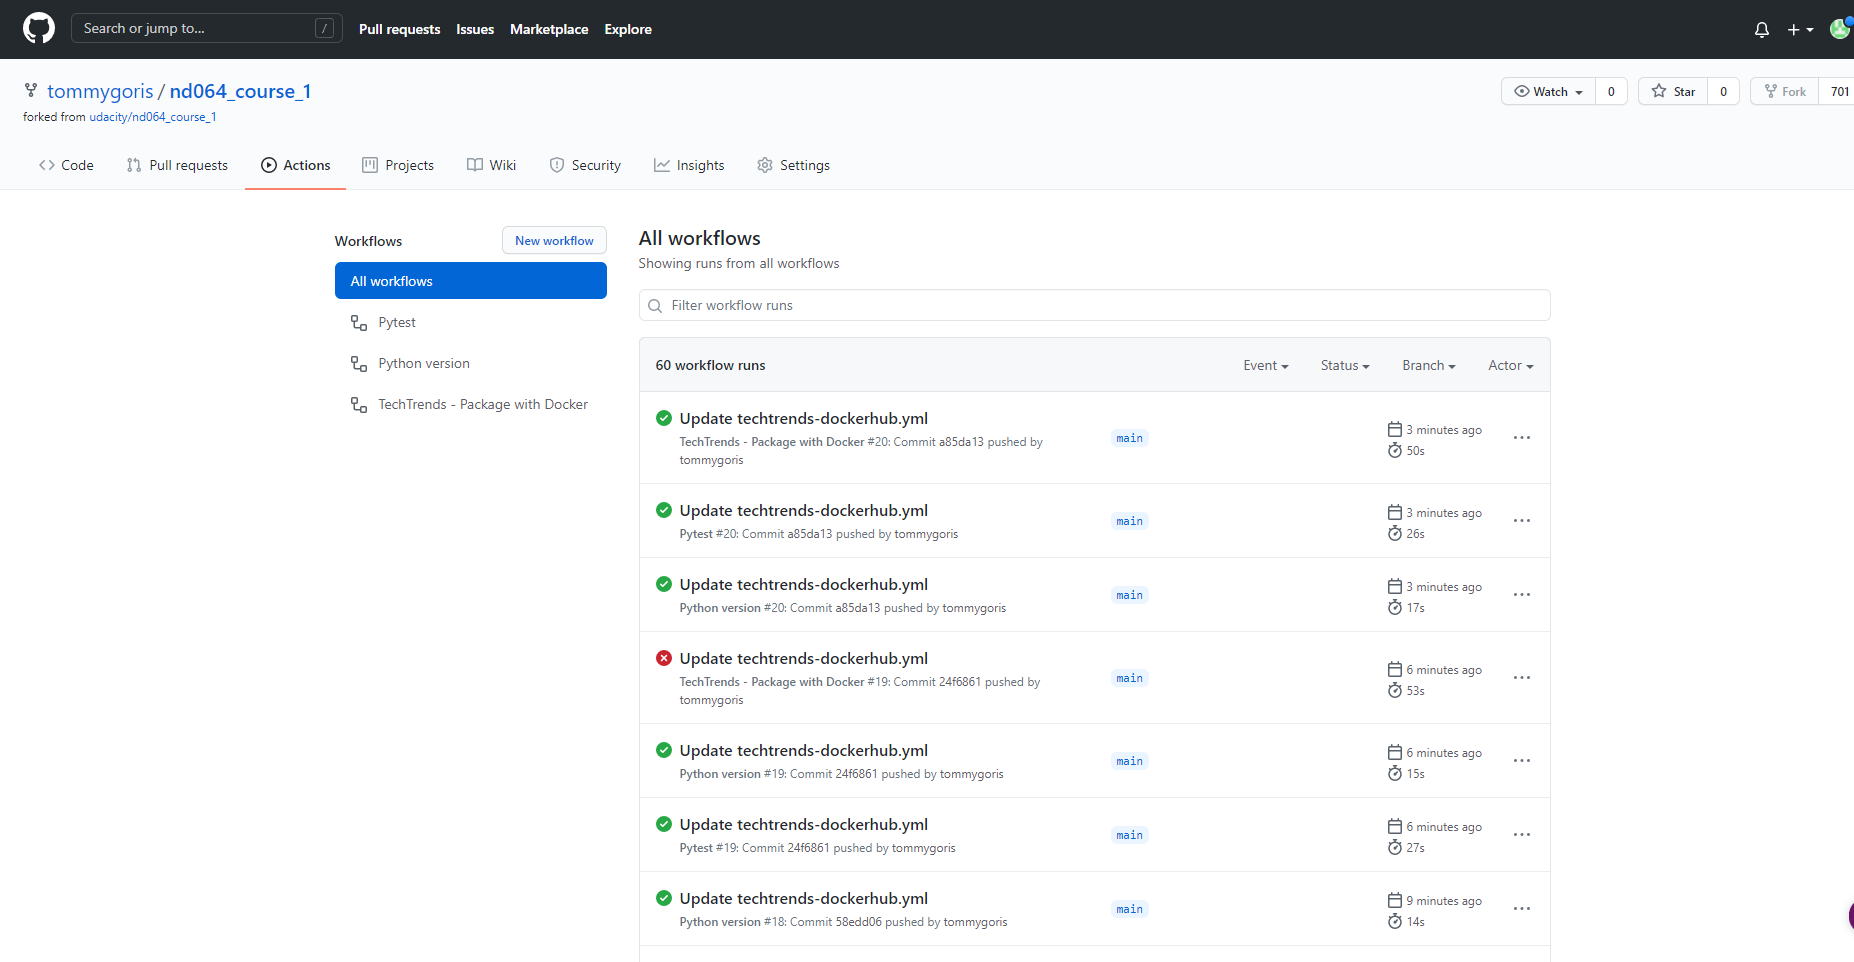 Search or jump to... /
Pull requests Issues Marketplace Explore
tommygoris / nd064_course_1
forked from udacity/nd064_course_1
Watch 0 Star 0 Fork 701
Code Pull requests Actions Projects Wiki Security Insights Settings
Workflows
New workflow
All workflows
Pytest
Python version
TechTrends - Package with Docker
All workflows
Showing runs from all workflows
Filter workflow runs
60 workflow runs Event Status Branch Actor
Update techtrends-dockerhub.yml
TechTrends - Package with Docker #20: Commit a85da13 pushed by
tommygoris
main
3 minutes ago
50s
Update techtrends-dockerhub.yml
Pytest #20: Commit a85da13 pushed by tommygoris
main
3 minutes ago
26s
Update techtrends-dockerhub.yml
Python version #20: Commit a85da13 pushed by tommygoris
main
3 minutes ago
17s
Update techtrends-dockerhub.yml
TechTrends - Package with Docker #19: Commit 24f6861 pushed by
tommygoris
main
6 minutes ago
53s
Update techtrends-dockerhub.yml
Python version #19: Commit 24f6861 pushed by tommygoris
main
6 minutes ago
15s
Update techtrends-dockerhub.yml
Pytest #19: Commit 24f6861 pushed by tommygoris
main
6 minutes ago
27s
Update techtrends-dockerhub.yml
Python version #18: Commit 58edd06 pushed by tommygoris
main
9 minutes ago
14s